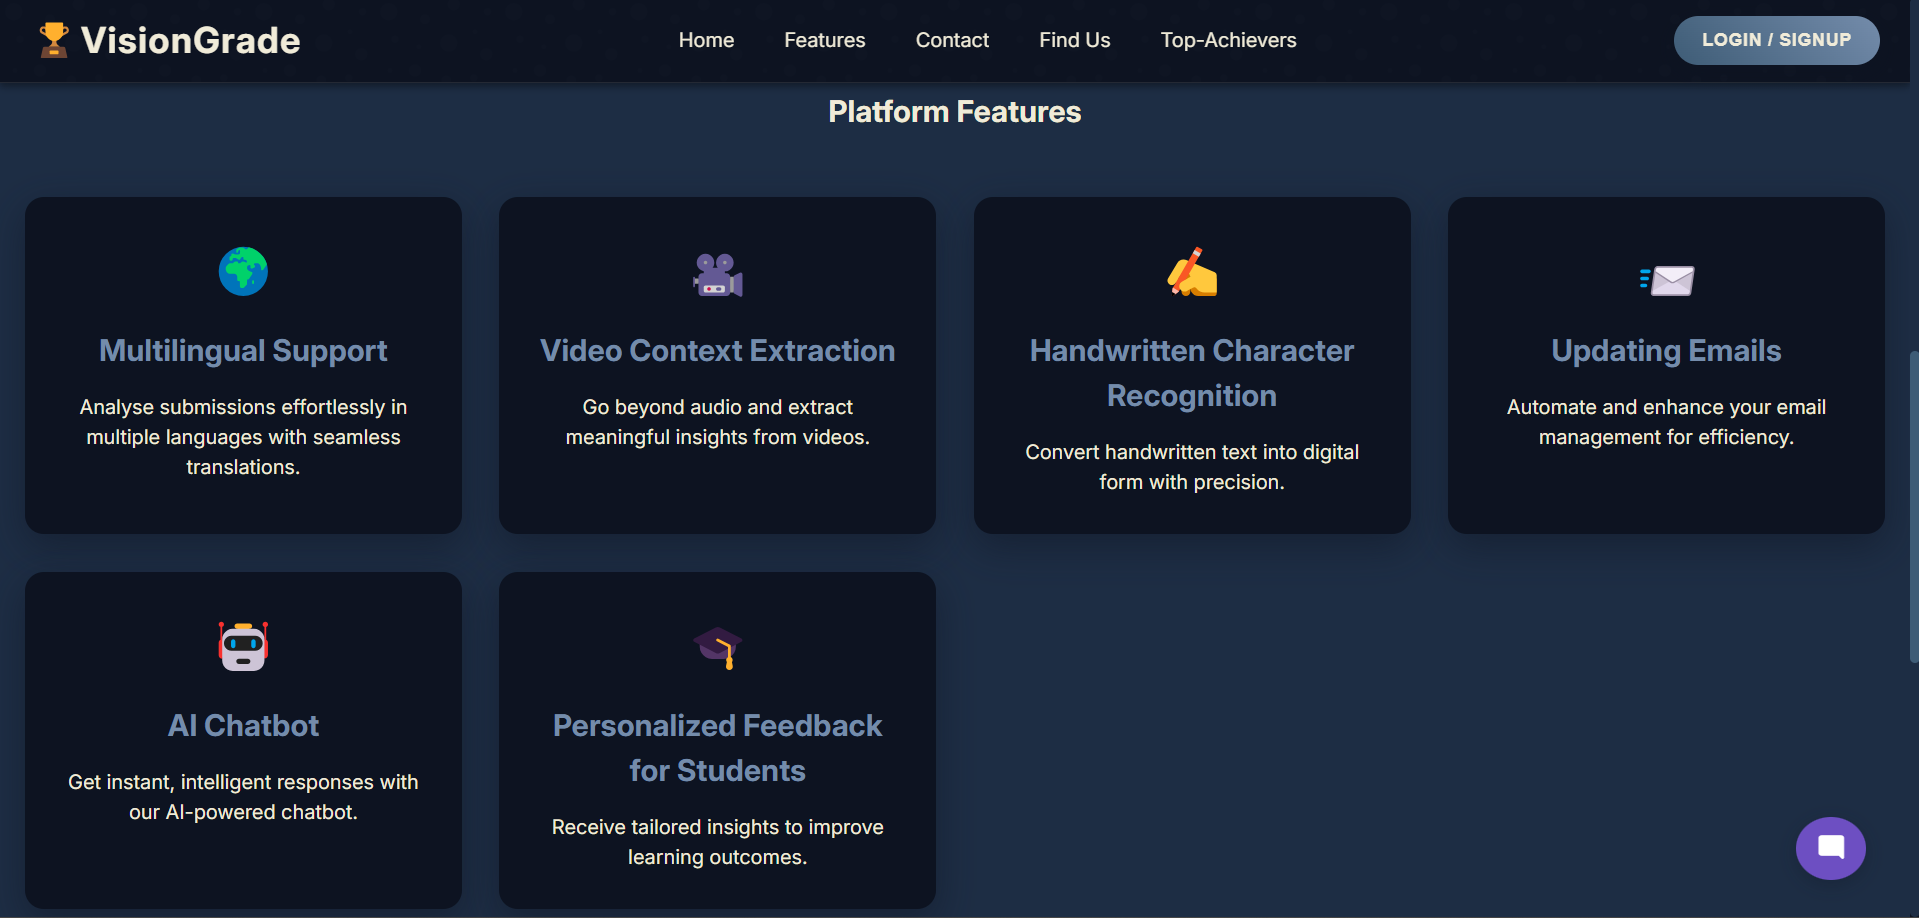 VisionGrade
Home
Features
Contact
Find Us
Top-Achievers
LOGIN / SIGNUP
Platform Features
Multilingual Support
Analyse submissions effortlessly in
multiple languages with seamless
translations.
Video Context Extraction
Go beyond audio and extract
meaningful insights from videos.
Handwritten Character
Recognition
Convert handwritten text into digital
form with precision.
Updating Emails
Automate and enhance your email
management for efficiency.
AI Chatbot
Get instant, intelligent responses with
our AI-powered chatbot.
Personalized Feedback
for Students
Receive tailored insights to improve
learning outcomes.